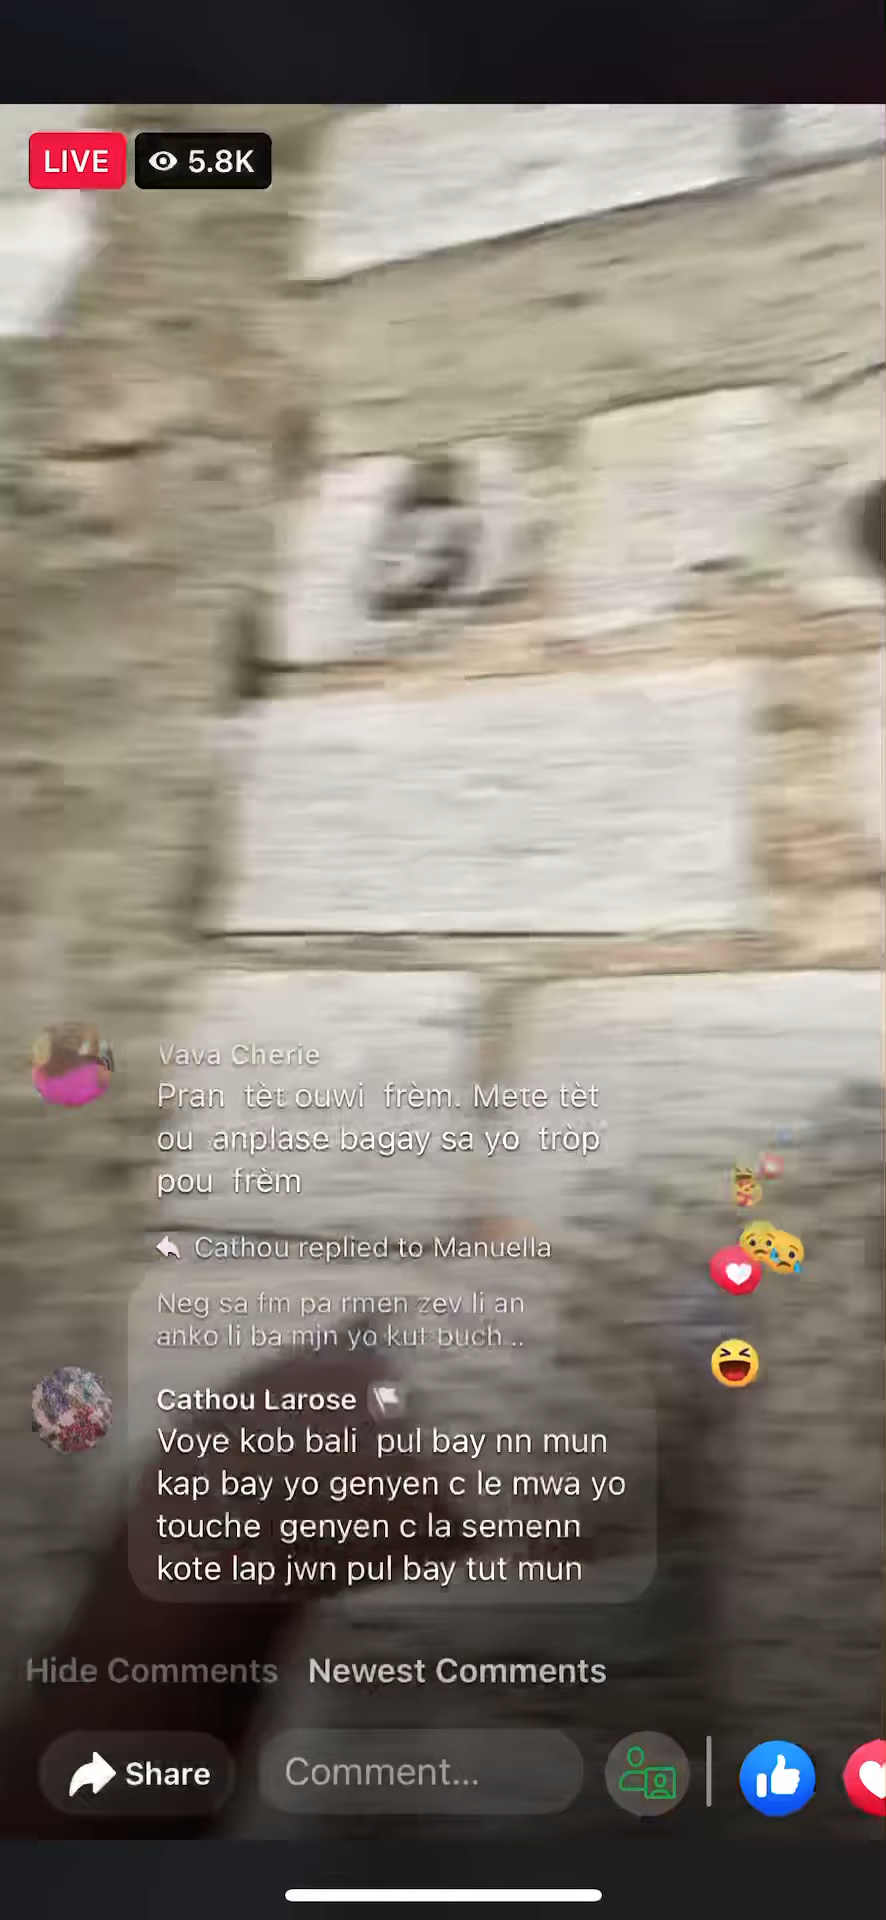 LIVE 5.8K
Vava Cherie
Pran tèt ouwi frèm. Mete tèt
ou anplase bagay sa yo tròp
pou frèm
Cathou replied to Manuella
Neg sa fm pa rmen zev li an
anko li ba mjn yo kut buch ..
Cathou Larose
Voye kob bali pul bay nn mun
kap bay yo genyen c le mwa yo
touche genyen c la semenn
kote lap jwn pul bay tut mun
Hide Comments Newest Comments
Share Comment...